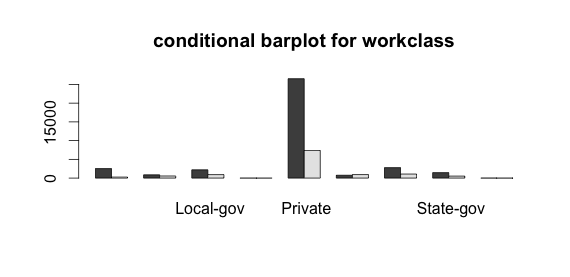 conditional barplot for workclass
15000
0
Local-gov Private State-gov